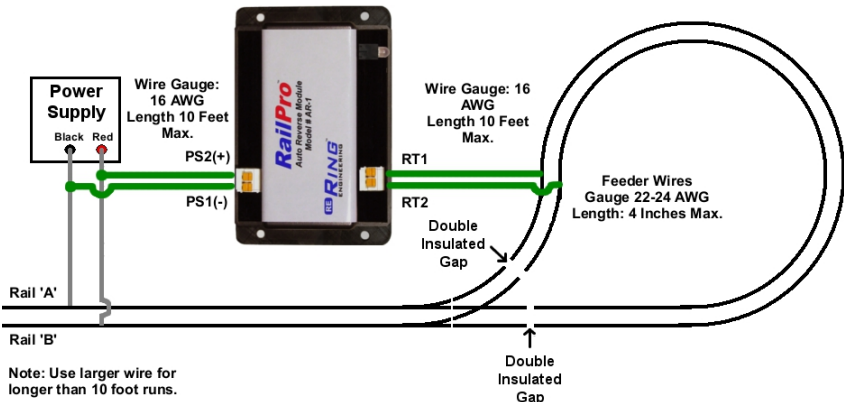 Power
Supply
Black Red
Wire Gauge:
16 AWG
Length 10 Feet
Max.
PS2(+)
PS1(-)
RailPro
Auto Reverse Module
Model # AR-1
RE RING
ENGINEERING
Wire Gauge: 16
AWG
Length 10 Feet
Max.
RT1
RT2
Feeder Wires
Gauge 22-24 AWG
Length: 4 Inches Max.
Double
Insulated
Gap
Rail 'A'
Rail 'B'
Double
Insulated
Gap
Note: Use larger wire for
longer than 10 foot runs.